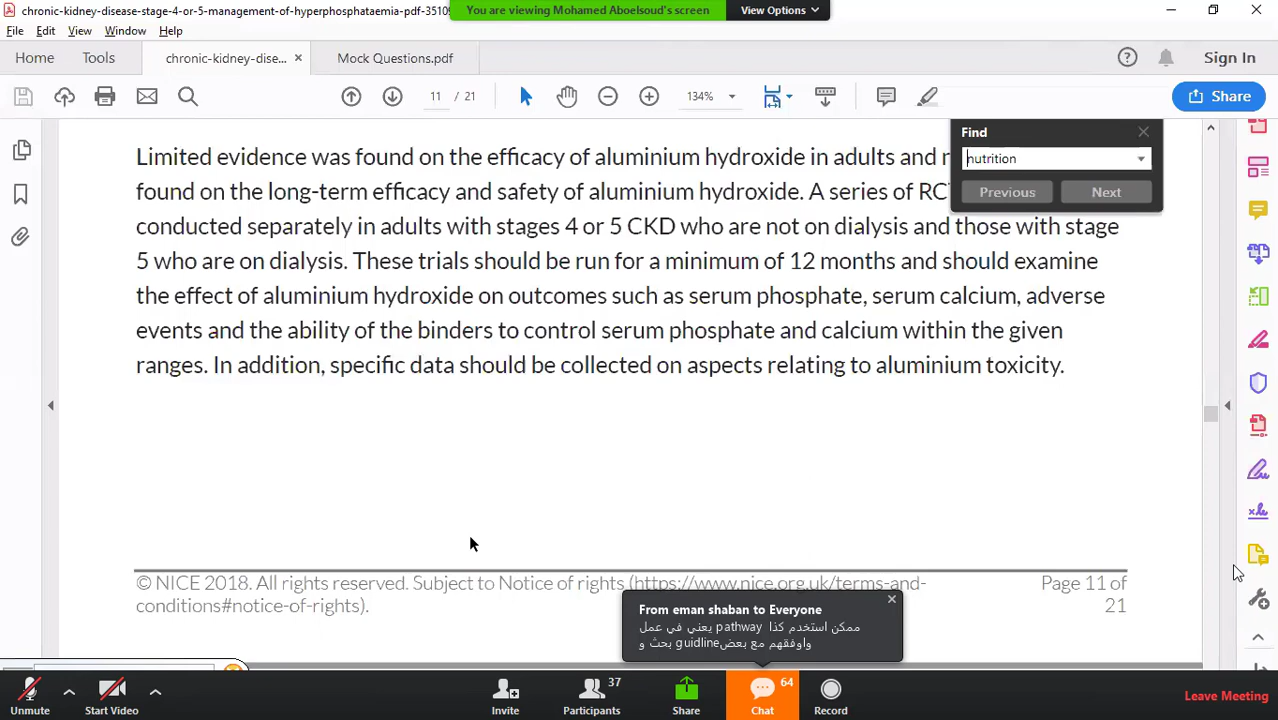 chronic-kidney-disease-stage-4-or-5-management-of-hyperphosphataemia-pdf-3510
You are viewing Mohamed Aboelsoud's screen
View Options
File Edit View Window Help
Home Tools chronic-kidney-dise... Mock Questions.pdf Sign In
11 / 21 134% Share
Find
nutrition
Previous Next
Limited evidence was found on the efficacy of aluminium hydroxide in adults and
found on the long-term efficacy and safety of aluminium hydroxide. A series of
conducted separately in adults with stages 4 or 5 CKD who are not on dialysis and those with stage
5 who are on dialysis. These trials should be run for a minimum of 12 months and should examine
the effect of aluminium hydroxide on outcomes such as serum phosphate, serum calcium, adverse
events and the ability of the binders to control serum phosphate and calcium within the given
ranges. In addition, specific data should be collected on aspects relating to aluminium toxicity.
© NICE 2018. All rights reserved. Subject to Notice of rights (https://www.nice.org.uk/terms-and-
conditions#notice-of-rights).
Page 11 of
21
From eman shaban to Everyone
ممكن استخدم كذا pathway يعني في عمل
بحث و guidline واوفقهم مع بعض
Unmute Start Video Invite Participants 37 Share Chat 64 Record Leave Meeting